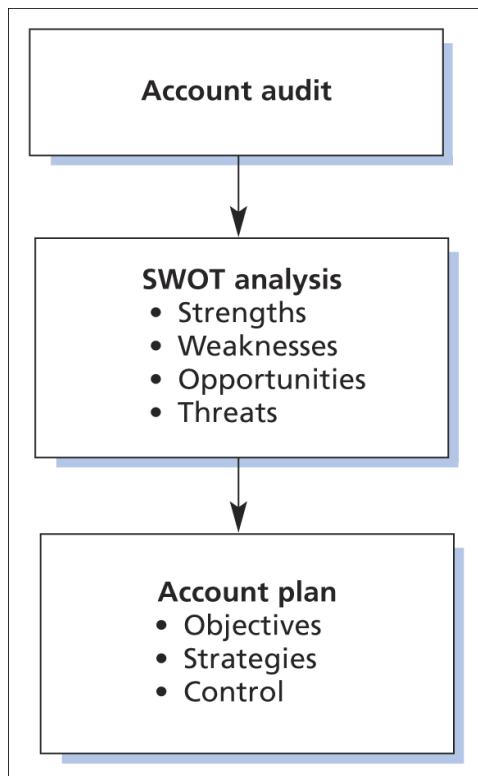 Account audit
SWOT analysis
• Strengths
• Weaknesses
• Opportunities
• Threats
Account plan
• Objectives
• Strategies
• Control